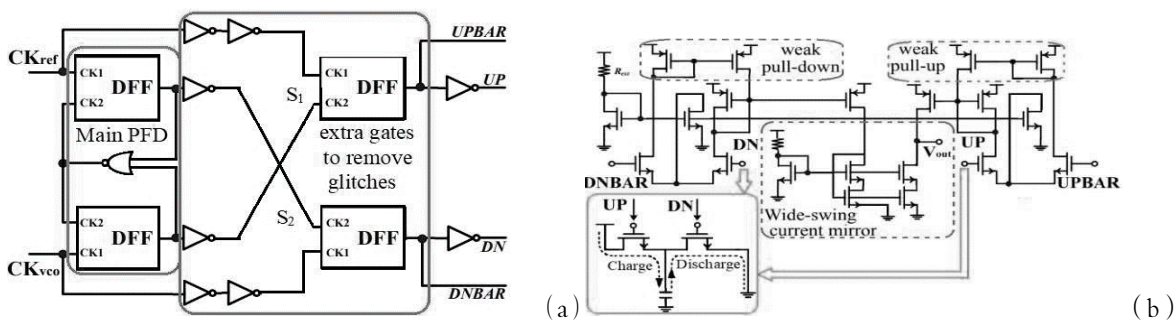 CKref
CK1
DFF
CK2
Main PFD
CK2
DFF
CK1
CKvco
S1
S2
CK1
DFF
CK2
extra gates
to remove
glitches
CK2
DFF
CK1
UPBAR
UP
DN
DNBAR
(a)
weak
pull-down
weak
pull-up
DN
DNBAR
Vout
UP
UPBAR
Wide-swing
current mirror
UP
DN
Charge
Discharge
(b)